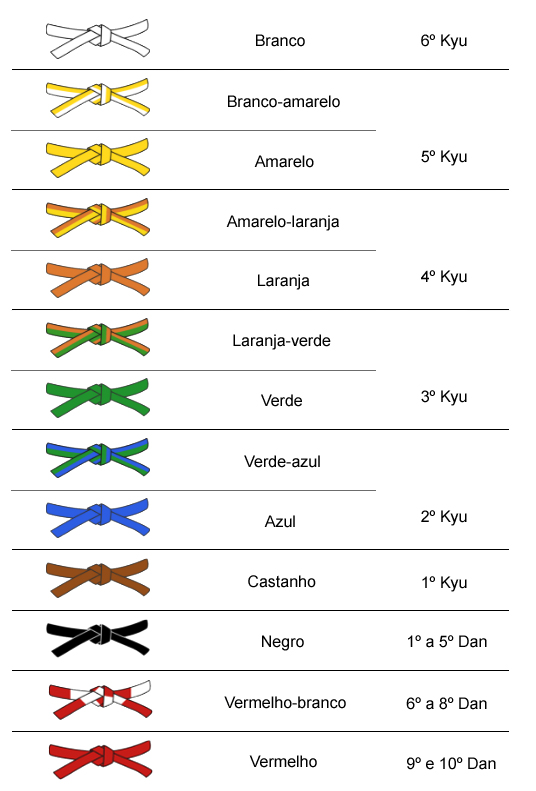 Branco 6º Kyu
Branco-amarelo
Amarelo 5º Kyu
Amarelo-laranja
Laranja 4º Kyu
Laranja-verde
Verde 3º Kyu
Verde-azul
Azul 2º Kyu
Castanho 1º Kyu
Negro 1º a 5º Dan
Vermelho-branco 6º a 8º Dan
Vermelho 9º e 10º Dan